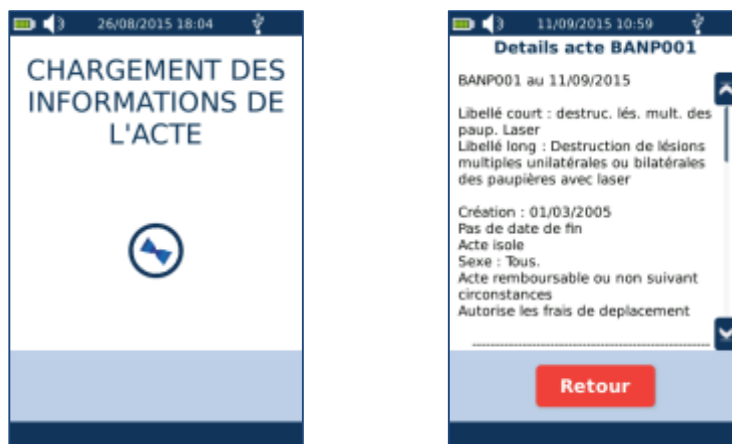 26/08/2015 18:04
CHARGEMENT DES
INFORMATIONS DE
L'ACTE
11/09/2015 10:59
Details acte BANP001
BANP001 au 11/09/2015
Libellé court : destruc. lés. mult. des
paup. Laser
Libellé long : Destruction de lésions
multiples unilatérales ou bilatérales
des paupières avec laser
Création : 01/03/2005
Pas de date de fin
Acte isole
Sexe : Tous.
Acte remboursable ou non suivant
circonstances
Autorise les frais de deplacement
Retour